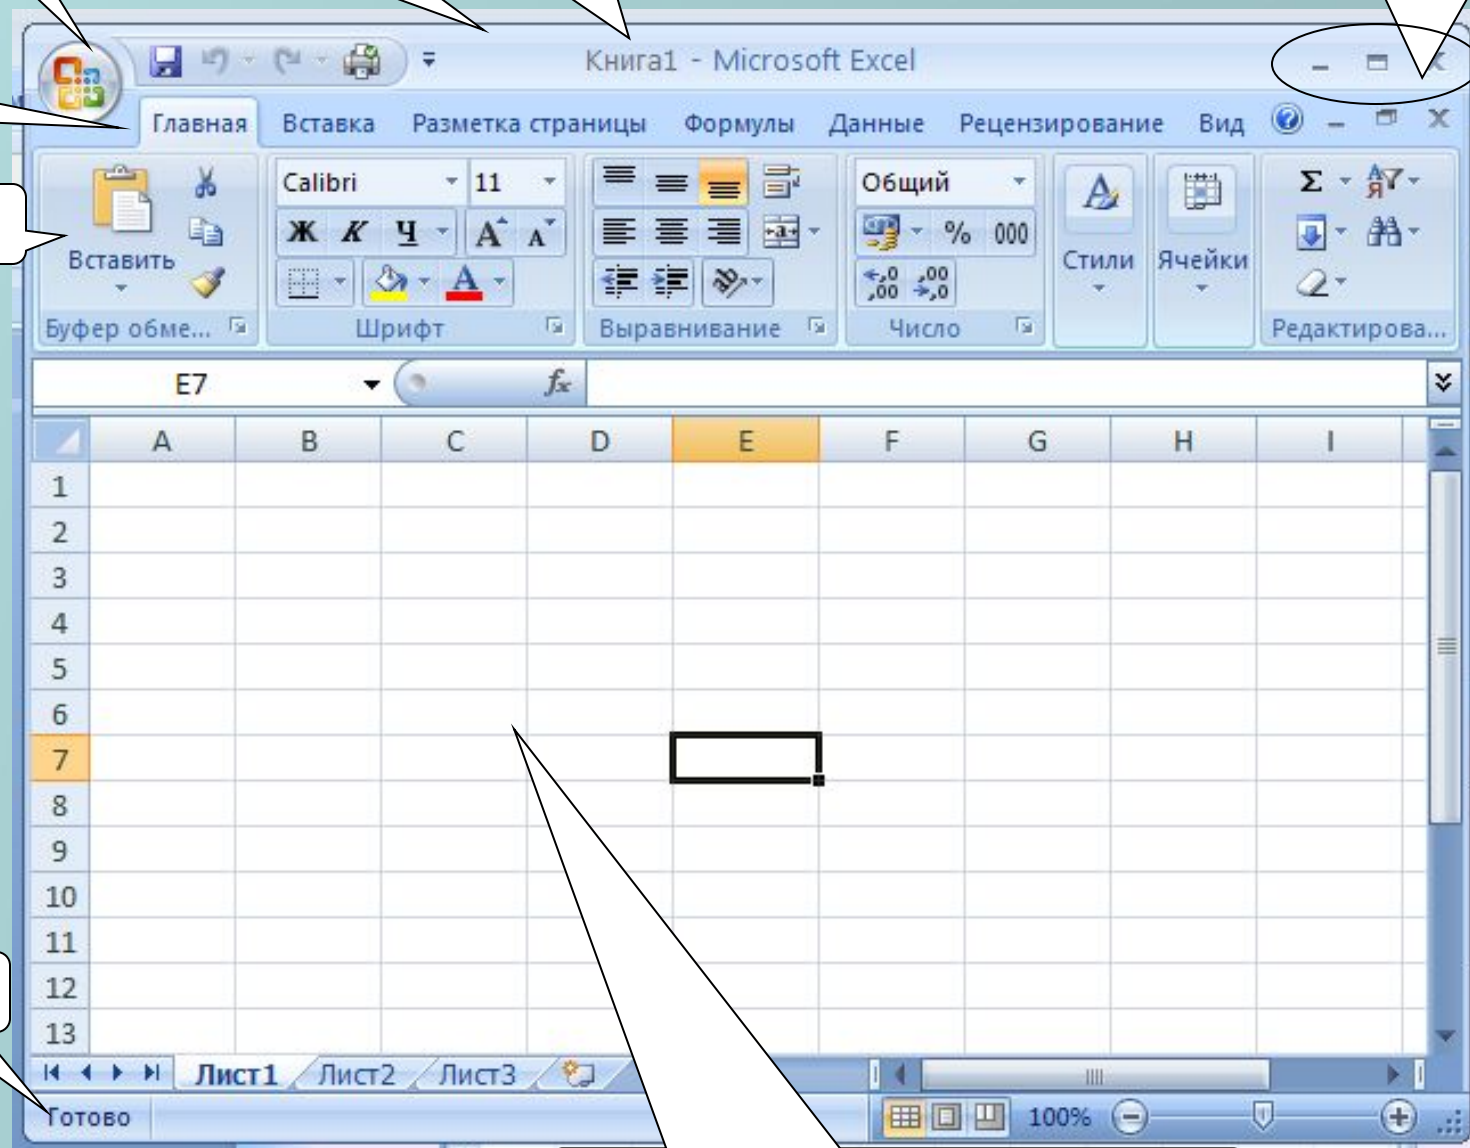 Книга1 - Microsoft Excel
Главная Вставка Разметка страницы Формулы Данные Рецензирование Вид
Calibri 11 Общий
Ж К Ч А А % 000
Вставить Стили Ячейки
Буфер обме... Шрифт Выравнивание Число Редактирова...
E7 fx
A B C D E F G H I
1
2
3
4
5
6
7
8
9
10
11
12
13
Лист1 Лист2 Лист3
Готово 100%